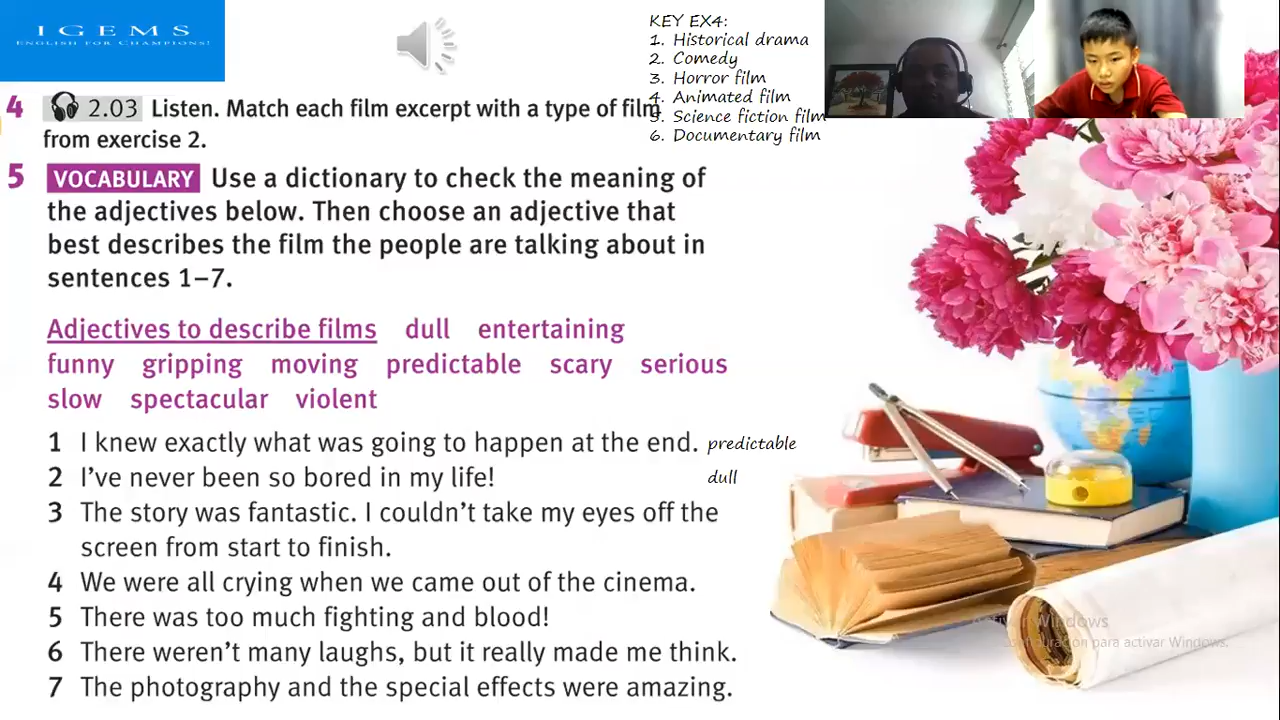 IGEMS
ENGLISH FOR CHAMPIONS!
KEY EX4:
1. Historical drama
2. Comedy
3. Horror film
4. Animated film
5. Science fiction film
6. Documentary film
4 2.03 Listen. Match each film excerpt with a type of film
from exercise 2.
5 VOCABULARY Use a dictionary to check the meaning of
the adjectives below. Then choose an adjective that
best describes the film the people are talking about in
sentences 1–7.
Adjectives to describe films dull entertaining
funny gripping moving predictable scary serious
slow spectacular violent
1 I knew exactly what was going to happen at the end. predictable
2 I've never been so bored in my life! dull
3 The story was fantastic. I couldn't take my eyes off the
screen from start to finish.
4 We were all crying when we came out of the cinema.
5 There was too much fighting and blood!
6 There weren't many laughs, but it really made me think.
7 The photography and the special effects were amazing.
Windows
para activar Windows.